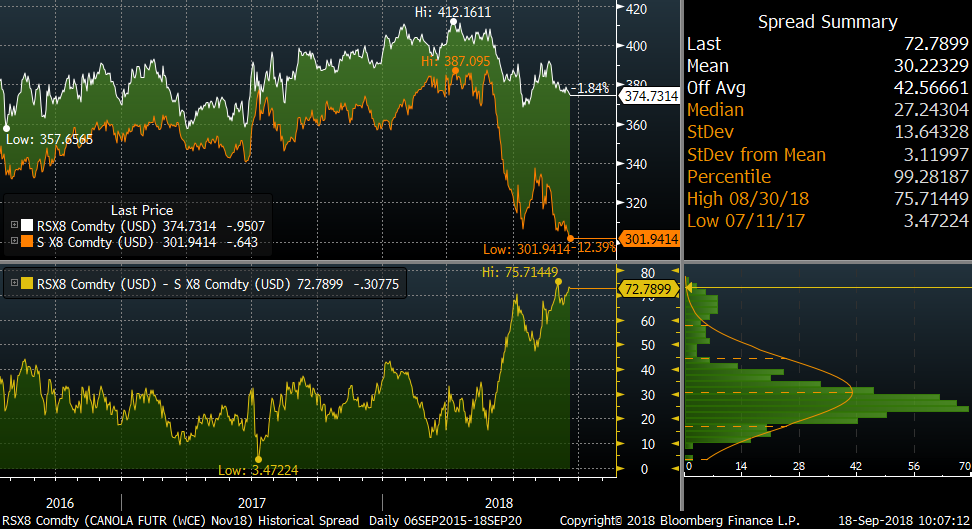 Hi: 412.1611
Hi: 387.095
Low: 357.6565
-1.84%
Last Price
RSX8 Comdty (USD) 374.7314 -.9507
S X8 Comdty (USD) 301.9414 -.643
Low: 301.9414
-12.39%
420
400
380
374.7314
360
340
320
301.9414
Spread Summary
Last 72.7899
Mean 30.22329
Off Avg 42.56661
Median 27.24304
StDev 13.64328
StDev from Mean 3.11997
Percentile 99.28187
High 08/30/18 75.71449
Low 07/11/17 3.47224
RSX8 Comdty (USD) - S X8 Comdty (USD) 72.7899 -.30775
Hi: 75.71449
Low: 3.47224
80
72.7899
70
60
50
40
30
20
10
0
0 14 28 42 56 70
2016 2017 2018
RSX8 Comdty (CANOLA FUTR (WCE) Nov18) Historical Spread Daily 06SEP2015-18SEP20 Copyright© 2018 Bloomberg Finance L.P. 18-Sep-2018 10:07:12